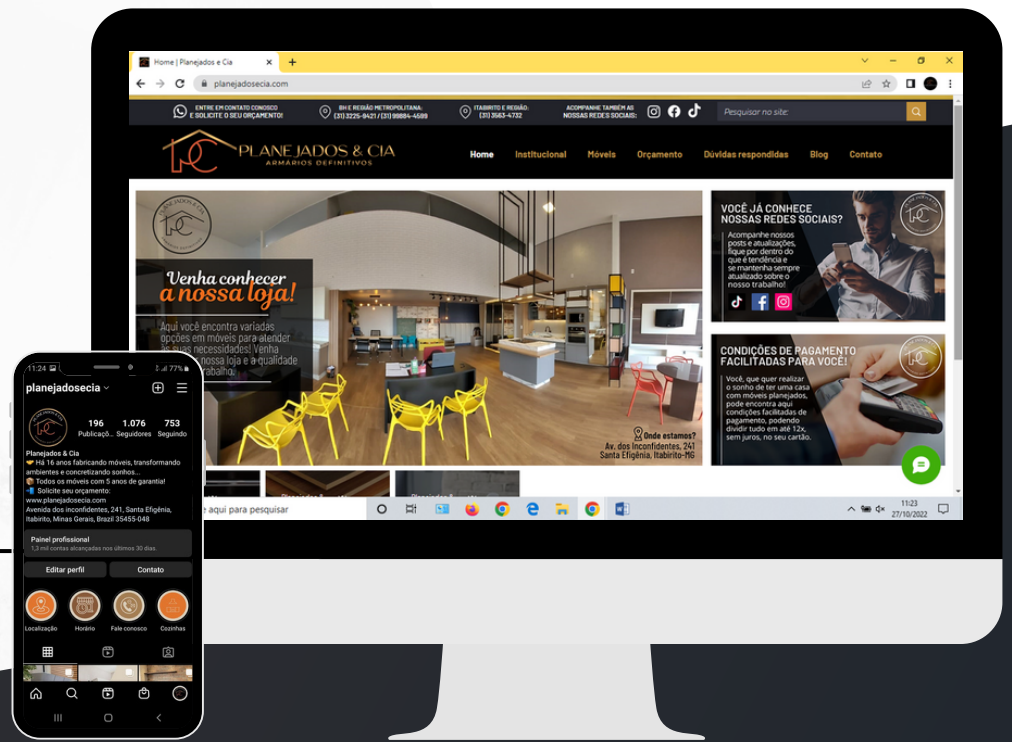 Home | Planejados e Cia
planejadosecia.com
ENTRE EM CONTATO CONOSCO
E SOLICITE O SEU ORÇAMENTO!
BH E REGIÃO METROPOLITANA:
(31) 3225-9421 / (31) 99884-4599
ITABIRITO E REGIÃO:
(31) 3563-4732
ACOMPANHE TAMBÉM AS
NOSSAS REDES SOCIAIS:
Pesquisar no site:
PLANEJADOS & CIA
ARMÁRIOS DEFINITIVOS
Home Institucional Móveis Orçamento Dúvidas respondidas Blog Contato
Venha conhecer
a nossa loja!
Aqui você encontra variadas
opções em móveis para atender
às suas necessidades! Venha
nossa loja e a qualidade
trabalho.
Onde estamos?
Av. dos Inconfidentes, 241
Santa Efigênia, Itabirito-MG
VOCÊ JÁ CONHECE
NOSSAS REDES SOCIAIS?
Acompanhe nossos
posts e atualizações,
fique por dentro do
que é tendência e
se mantenha sempre
atualizado sobre o
nosso trabalho!
CONDIÇÕES DE PAGAMENTO
FACILITADAS PARA VOCÊ!
Você, que quer realizar
o sonho de ter uma casa
com móveis planejados,
pode encontra aqui
condições facilitadas de
pagamento, podendo
dividir tudo em até 12x,
sem juros, no seu cartão.
e aqui para pesquisar
11:23
27/10/2022
11:24 77%
planejadosecia
196 1.076 753
Publicaçõ... Seguidores Seguindo
Planejados & Cia
Há 16 anos fabricando móveis, transformando
ambientes e concretizando sonhos...
Todos os móveis com 5 anos de garantia!
Solicite seu orçamento:
www.planejadosecia.com
Avenida dos inconfidentes, 241, Santa Efigênia,
Itabirito, Minas Gerais, Brazil 35455-048
Painel profissional
1,3 mil contas alcançadas nos últimos 30 dias.
Editar perfil Contato
Localização Horário Fale conosco Cozinhas